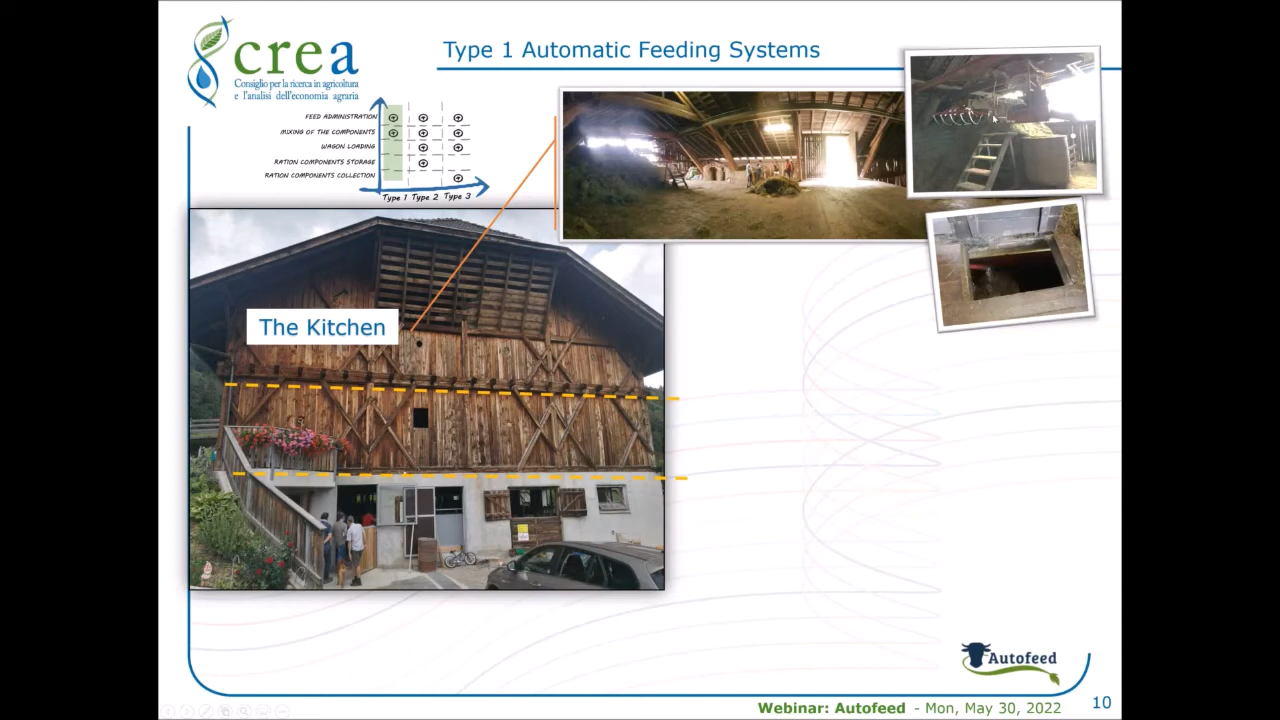 crea
Consiglio per la ricerca in agricoltura
e l'analisi dell'economia agraria
Type 1 Automatic Feeding Systems
FEED ADMINISTRATION
MIXING OF THE COMPONENTS
WAGON LOADING
RATION COMPONENTS STORAGE
RATION COMPONENTS COLLECTION
Type 1 Type 2 Type 3
The Kitchen
Autofeed
Webinar: Autofeed - Mon, May 30, 2022
10